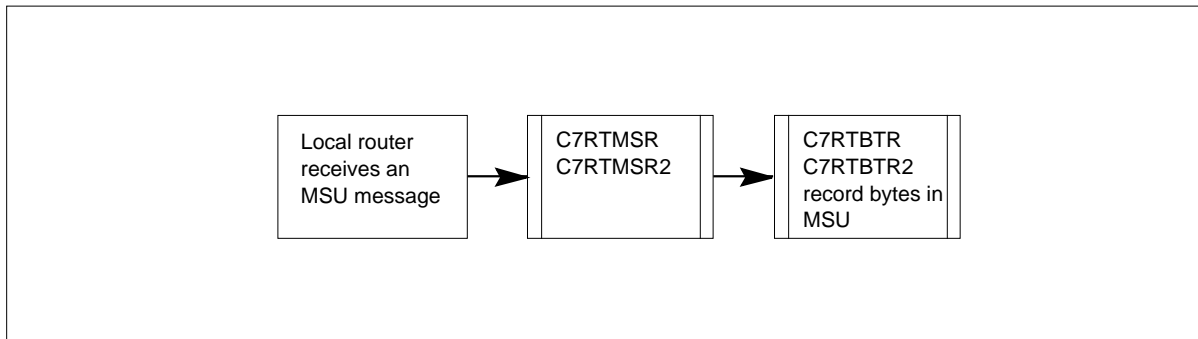 Local router
receives an
MSU message
C7RTMSR
C7RTMSR2
C7RTBTR
C7RTBTR2
record bytes in
MSU